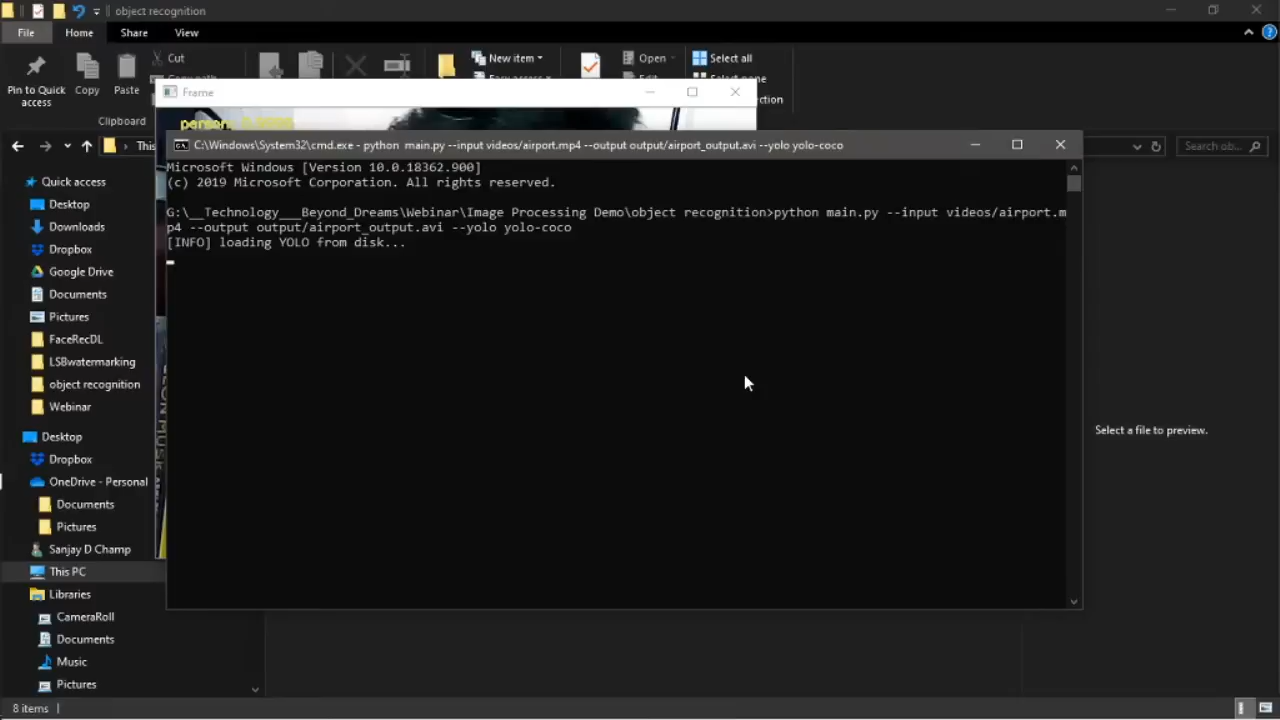 object recognition
File
Home
Share
View
Pin to Quick
access
Copy
Paste
Cut
Clipboard
New item
Open
Select all
Frame
person:
This
C:\Windows\System32\cmd.exe - python  main.py --input videos/airport.mp4 --output output/airport_output.avi --yolo yolo-coco
Search ob...
Microsoft Windows [Version 10.0.18362.900]
(c) 2019 Microsoft Corporation. All rights reserved.
G:\__Technology___Beyond_Dreams\Webinar\Image Processing Demo\object recognition>python main.py --input videos/airport.m
p4 --output output/airport_output.avi --yolo yolo-coco
[INFO] loading YOLO from disk...
Quick access
Desktop
Downloads
Dropbox
Google Drive
Documents
Pictures
FaceRecDL
LSBwatermarking
object recognition
Webinar
Desktop
Dropbox
OneDrive - Personal
Documents
Pictures
Sanjay D Champ
This PC
Libraries
CameraRoll
Documents
Music
Pictures
Select a file to preview.
8 items